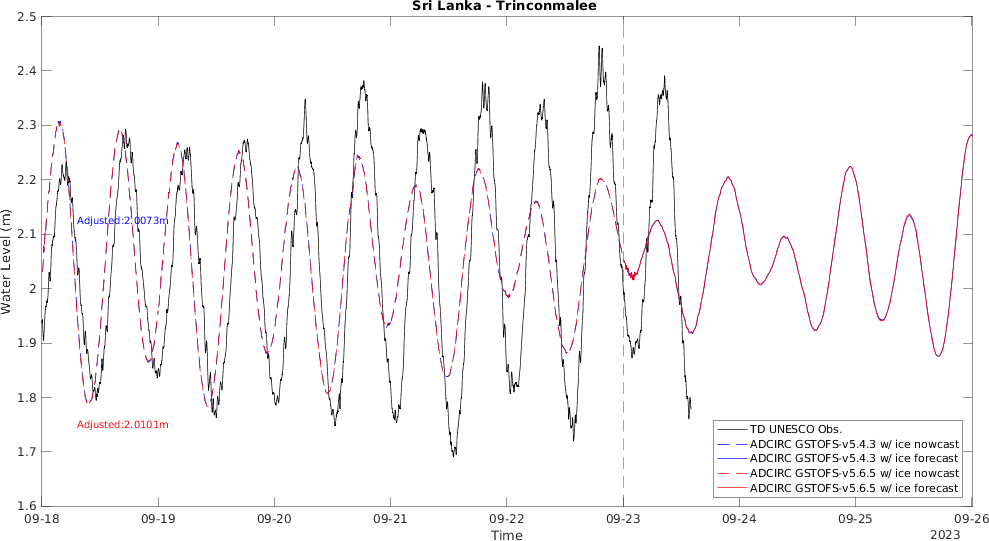 Sri Lanka - Trinconmalee
2.5
2.4
2.3
2.2
2.1
2
1.9
1.8
1.7
1.6
Water Level (m)
Adjusted:2.0073m
Adjusted:2.0101m
TD UNESCO Obs.
ADCIRC GSTOFS-v5.4.3 w/ ice nowcast
ADCIRC GSTOFS-v5.4.3 w/ ice forecast
ADCIRC GSTOFS-v5.6.5 w/ ice nowcast
ADCIRC GSTOFS-v5.6.5 w/ ice forecast
09-18 09-19 09-20 09-21 09-22 09-23 09-24 09-25 09-26
Time
2023